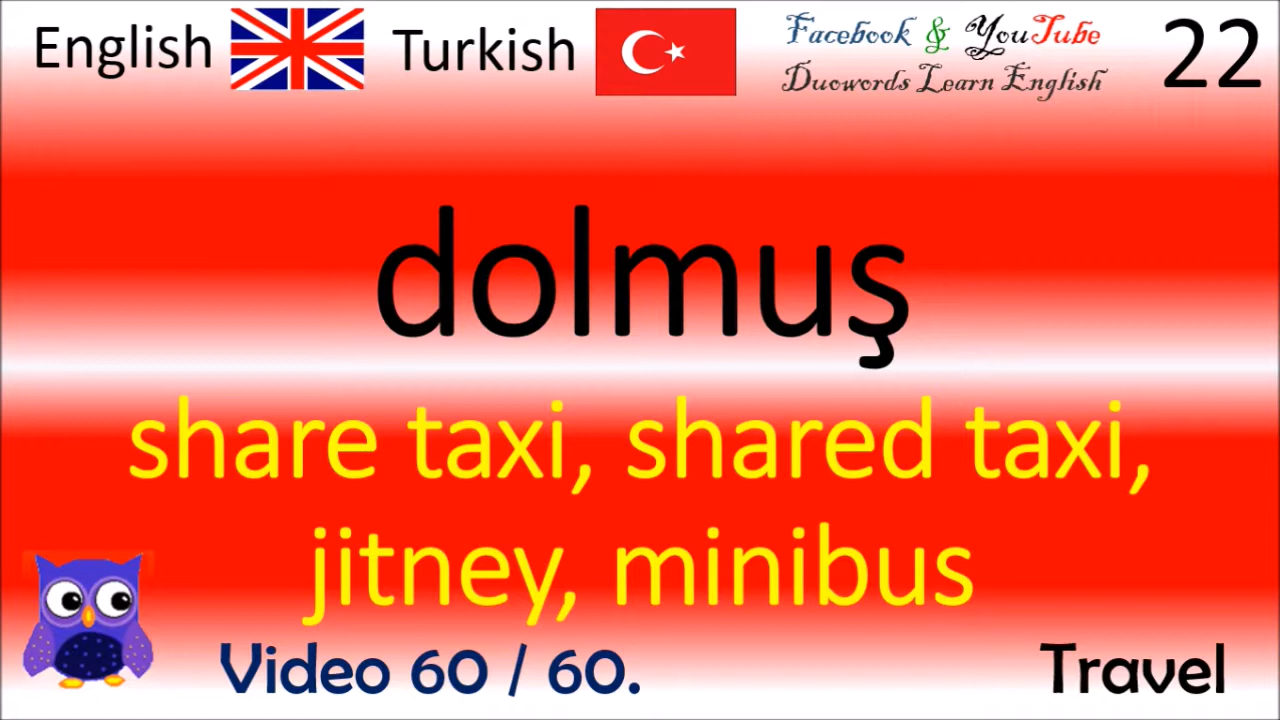 English Turkish Facebook & YouTube 22
Duowords Learn English
dolmuş
share taxi, shared taxi,
jitney, minibus
Video 60 / 60. Travel